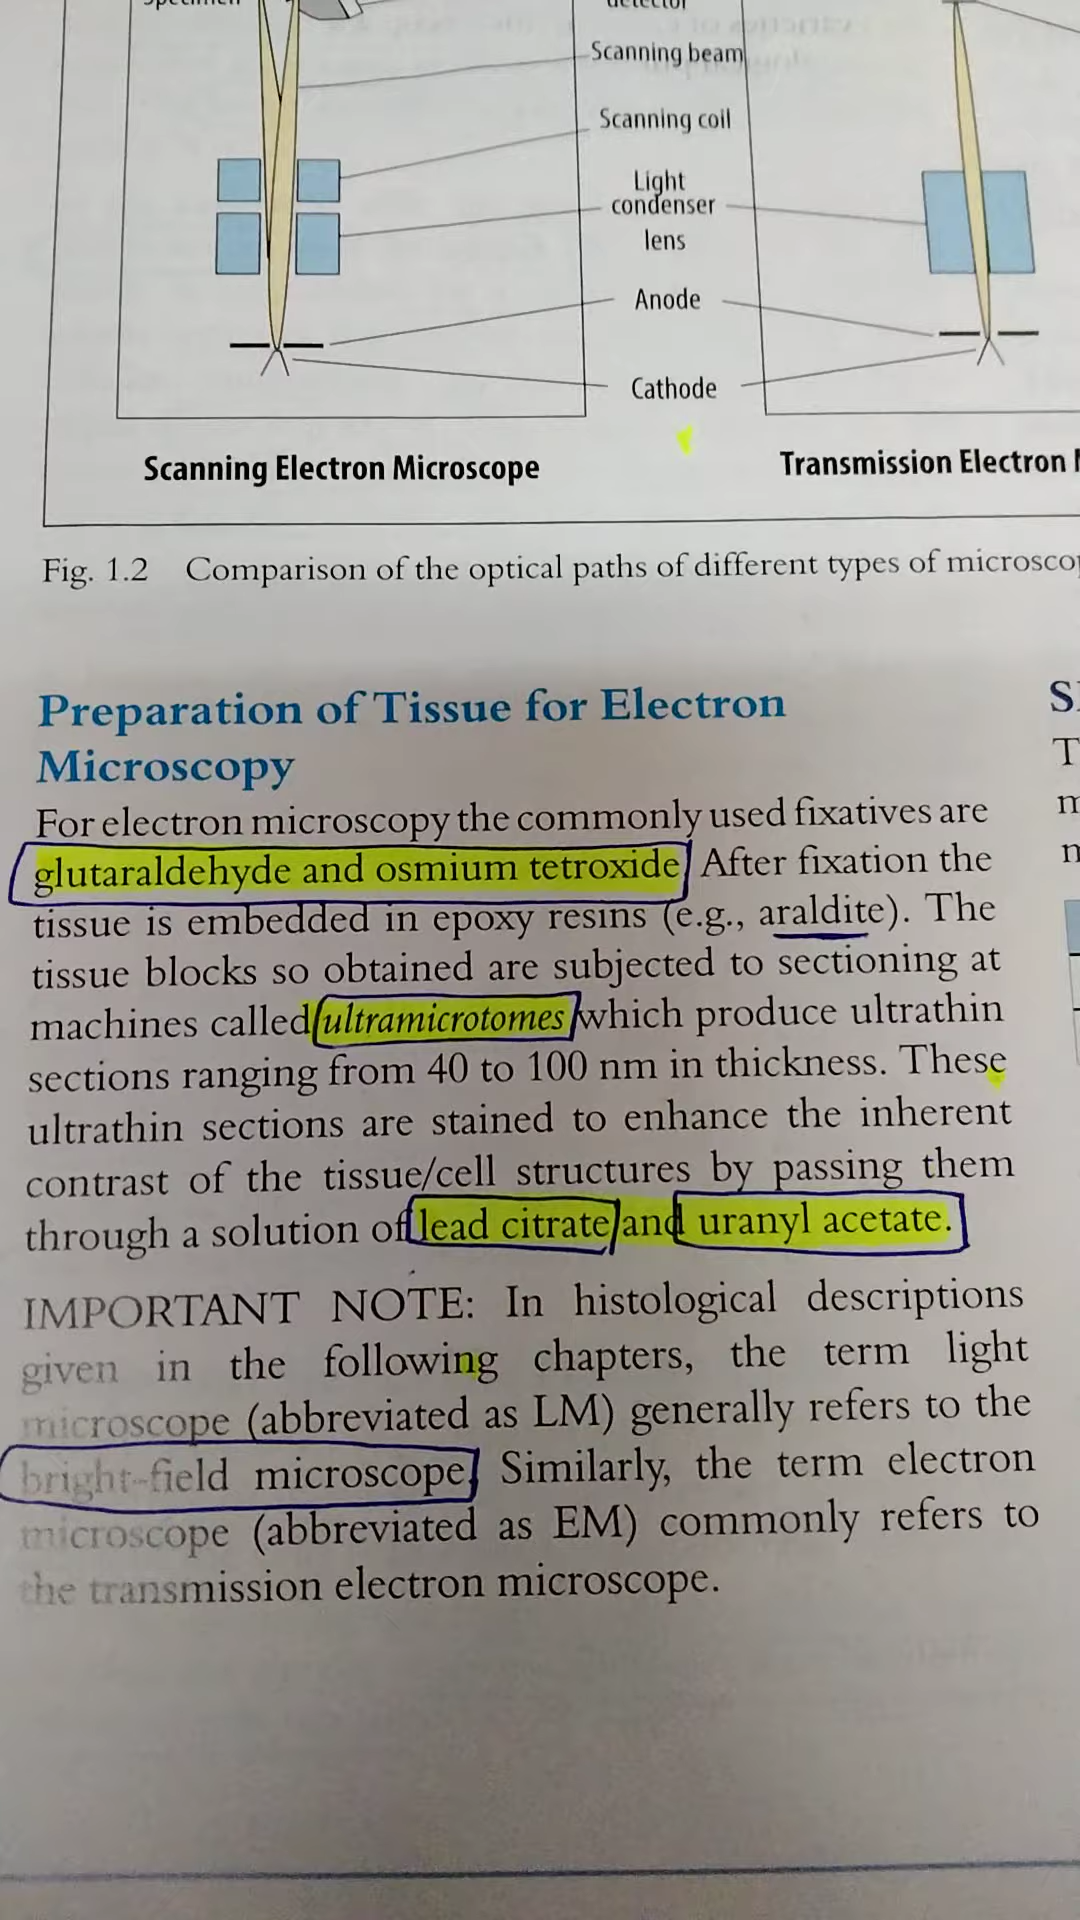 Scanning beam
Scanning coil
Light
condenser
lens
Anode
Cathode
Scanning Electron Microscope
Transmission Electron
Fig. 1.2 Comparison of the optical paths of different types of
Preparation of Tissue for Electron
Microscopy
For electron microscopy the commonly used fixatives are
glutaraldehyde and osmium tetroxide. After fixation the
tissue is embedded in epoxy resins (e.g., araldite). The
tissue blocks so obtained are subjected to sectioning at
machines called ultramicrotomes which produce ultrathin
sections ranging from 40 to 100 nm in thickness. These
ultrathin sections are stained to enhance the inherent
contrast of the tissue/cell structures by passing them
through a solution of lead citrate and uranyl acetate.
IMPORTANT NOTE: In histological descriptions
given in the following chapters, the term light
microscope (abbreviated as LM) generally refers to the
bright-field microscope. Similarly, the term electron
microscope (abbreviated as EM) commonly refers to
the transmission electron microscope.